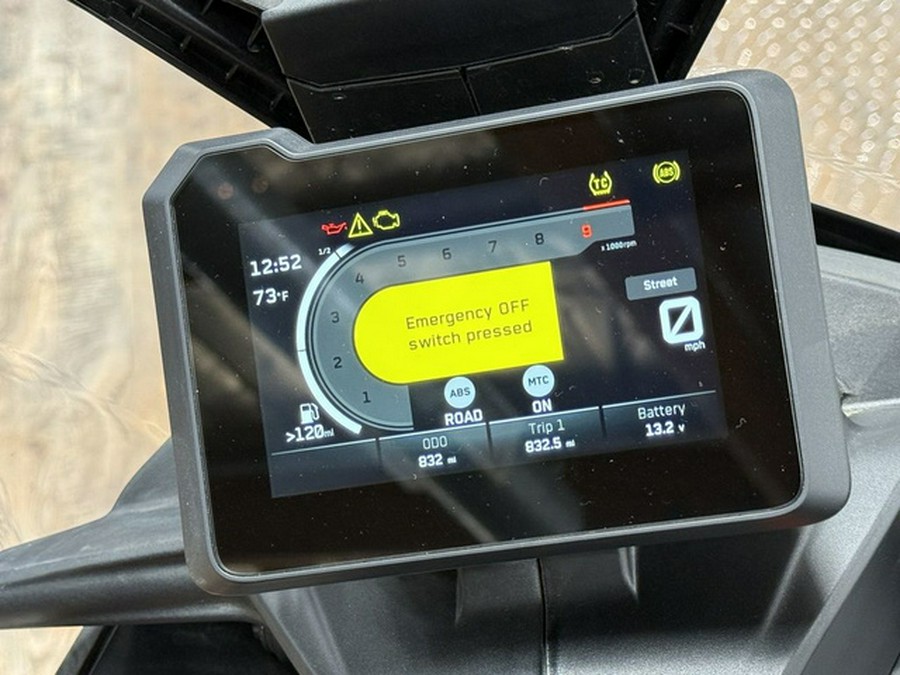 TC
ABS
1/2
12:52
73°F
1
2
3
4
5
6
7
8
9
x 1000rpm
Emergency OFF
switch pressed
Street
0
mph
ABS
ROAD
MTC
ON
>120mi
ODO
832 mi
Trip 1
832.5 mi
Battery
13.2 v